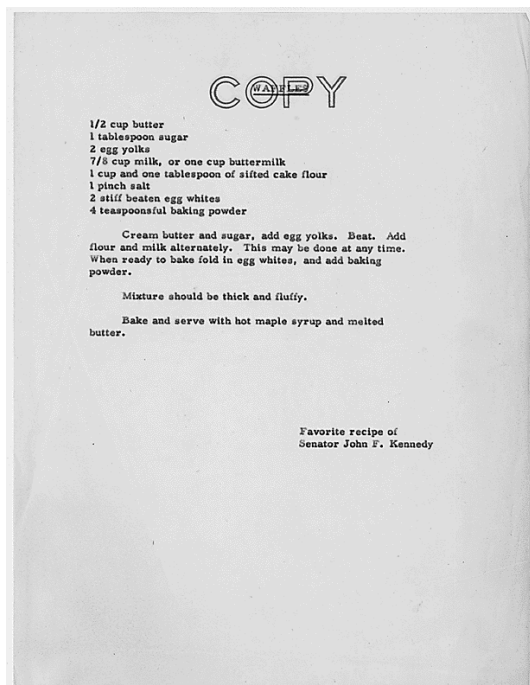 COPY
WAFFLES
1/2 cup butter
1 tablespoon sugar
2 egg yolks
7/8 cup milk, or one cup buttermilk
1 cup and one tablespoon of sifted cake flour
1 pinch salt
2 stiff beaten egg whites
4 teaspoonsful baking powder
Cream butter and sugar, add egg yolks. Beat. Add
flour and milk alternately. This may be done at any time.
When ready to bake fold in egg whites, and add baking
powder.
Mixture should be thick and fluffy.
Bake and serve with hot maple syrup and melted
butter.
Favorite recipe of
Senator John F. Kennedy